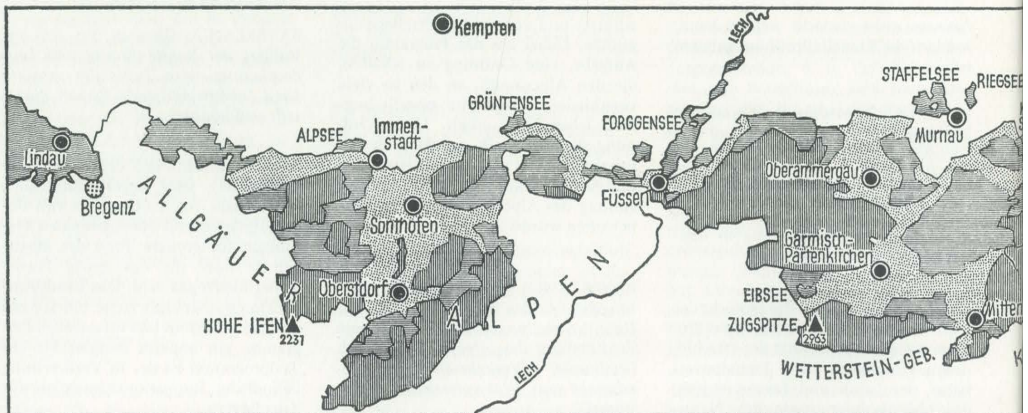 Kempten
LECH
STAFFELSEE
RIEGSEE
GRÜNTENSEE
FORGGENSEE
Murnau
ALPSEE
Immen-
stadt
Lindau
Bregenz
Füssen
Oberammergau
Sonthofen
Garmisch-
Partenkirchen
EIBSEE
Oberstdorf
HOHE IFEN
2231
ZUGSPITZE
2963
Mitten
WETTERSTEIN-GEB.
LECH
ALLGÄUER
ALPEN
K